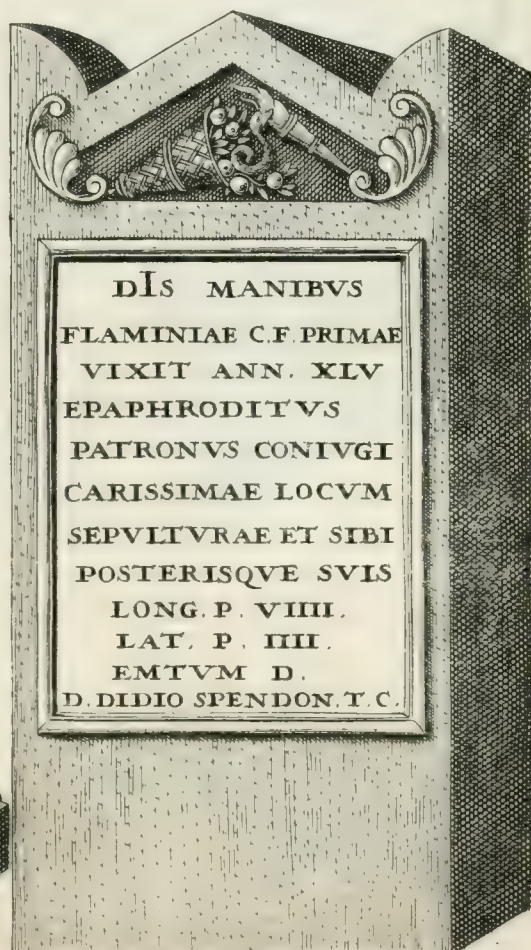 DIS MANIBVS
FLAMINIAE C.F. PRIMAE
VIXIT ANN. XLV
EPAPHRODITVS
PATRONVS CONIVGI
CARISSIMAE LOCVM
SEPVLTVRAE ET SIBI
POSTERISQVE SVIS
LONG. P. VIIII.
LAT. P. IIII.
EMTVM D.
D. DIDIO SPENDON. T. C.